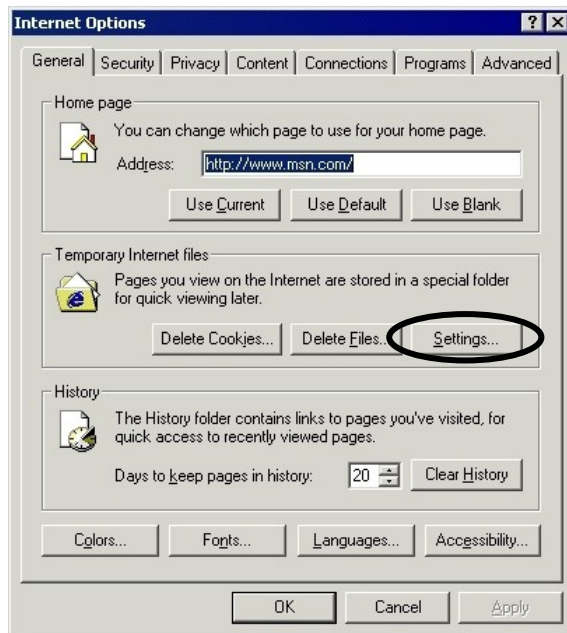 Internet Options
General Security Privacy Content Connections Programs Advanced
Home page
You can change which page to use for your home page.
Address: http://www.msn.com/
Use Current Use Default Use Blank
Temporary Internet files
Pages you view on the Internet are stored in a special folder
for quick viewing later.
Delete Cookies... Delete Files... Settings...
History
The History folder contains links to pages you've visited, for
quick access to recently viewed pages.
Days to keep pages in history: 20 Clear History
Colors... Fonts... Languages... Accessibility...
OK Cancel Apply